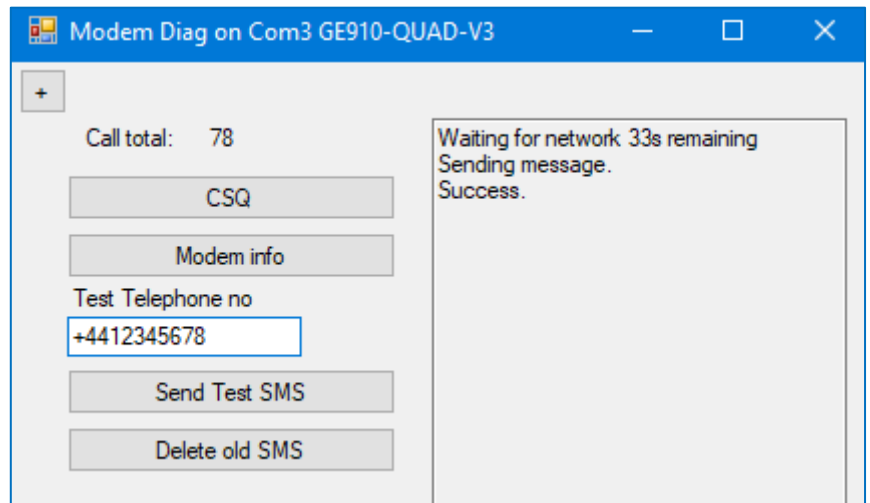 Modem Diag on Com3 GE910-QUAD-V3
+
Call total: 78
CSQ
Modem info
Test Telephone no
+4412345678
Send Test SMS
Delete old SMS
Waiting for network 33s remaining
Sending message.
Success.